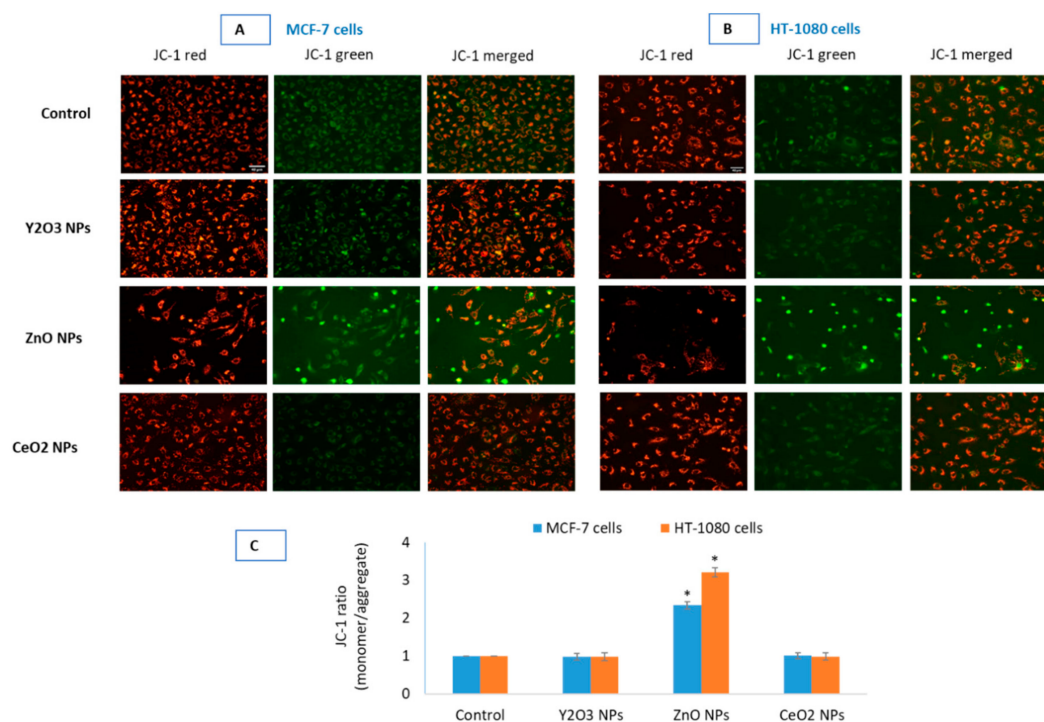 A MCF-7 cells
B HT-1080 cells
JC-1 red JC-1 green JC-1 merged
JC-1 red JC-1 green JC-1 merged
Control
Y2O3 NPs
ZnO NPs
CeO2 NPs
C
MCF-7 cells HT-1080 cells
JC-1 ratio
(monomer/aggregate)
4
3
2
1
0
* *
Control Y2O3 NPs ZnO NPs CeO2 NPs